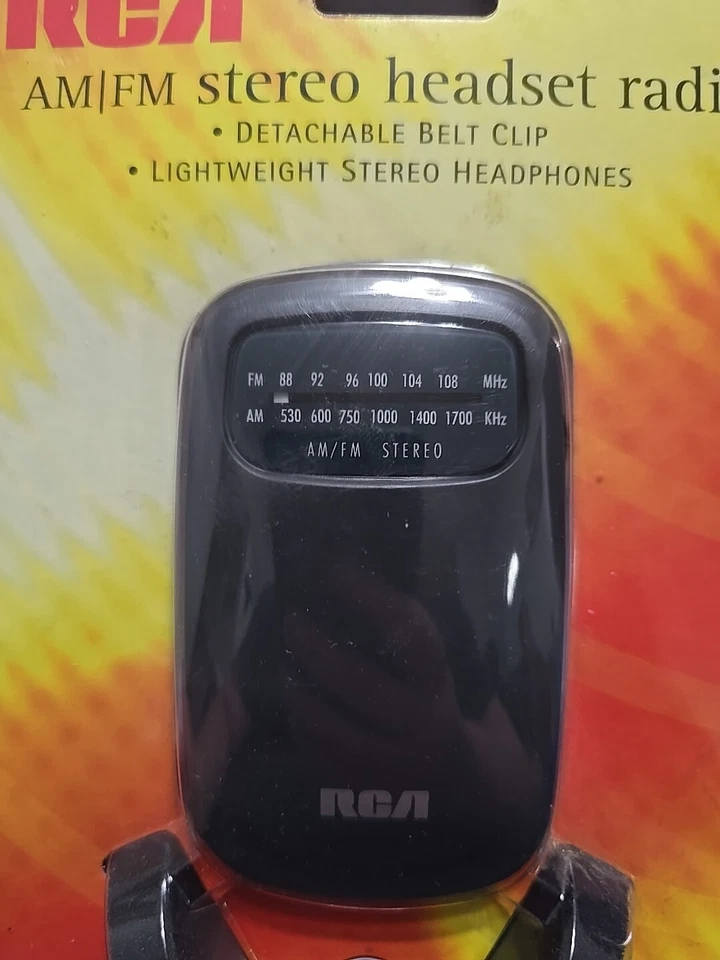 RCA
AM|FM stereo headset radi
• DETACHABLE BELT CLIP
• LIGHTWEIGHT STEREO HEADPHONES
FM 88 92 96 100 104 108 MHz
AM 530 600 750 1000 1400 1700 KHz
AM/FM STEREO
RCA